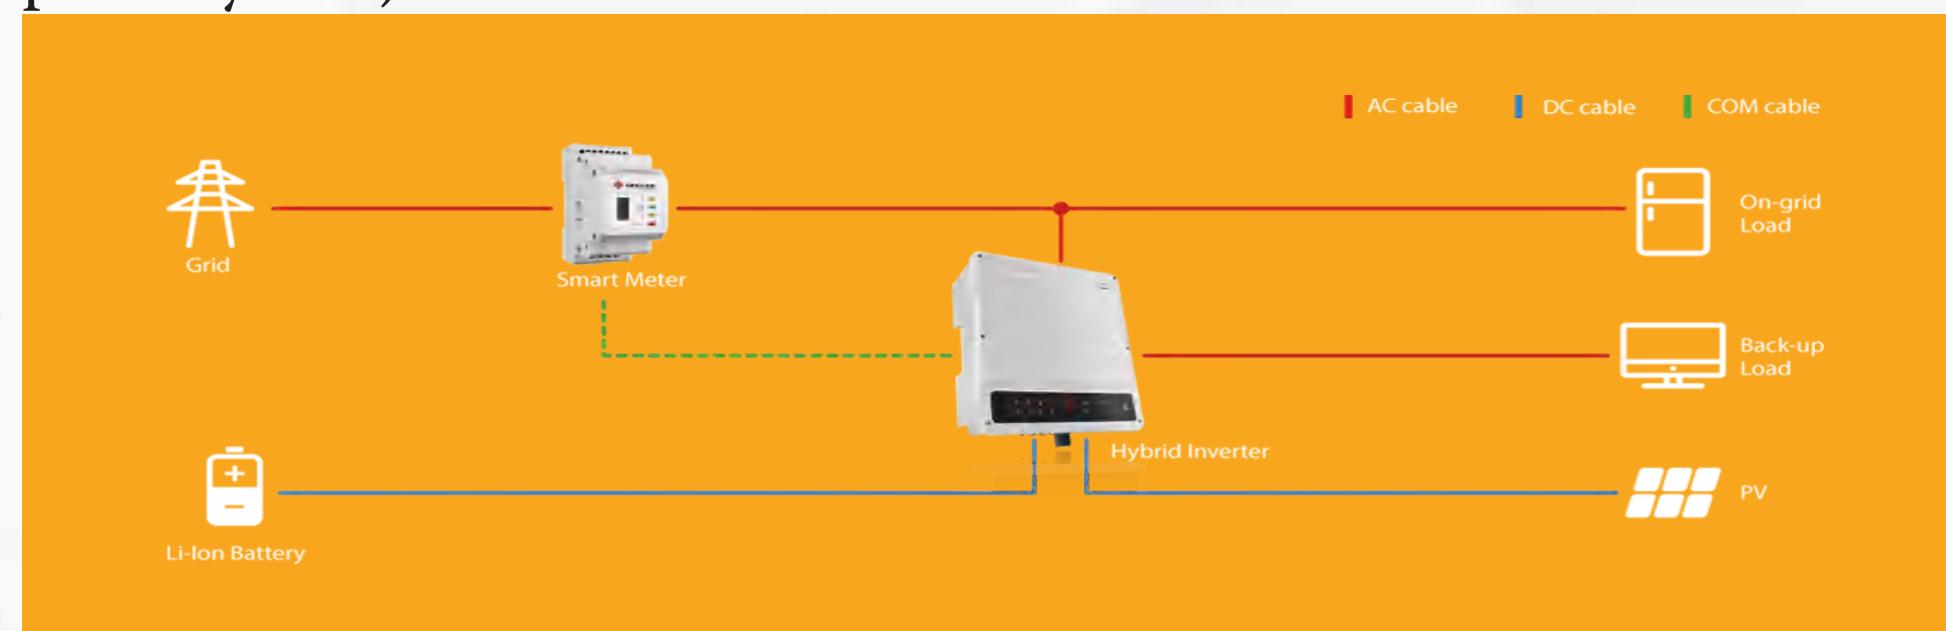 AC cable
DC cable
COM cable
Grid
Smart Meter
On-grid
Load
Back-up
Load
Hybrid Inverter
PV
Li-Ion Battery